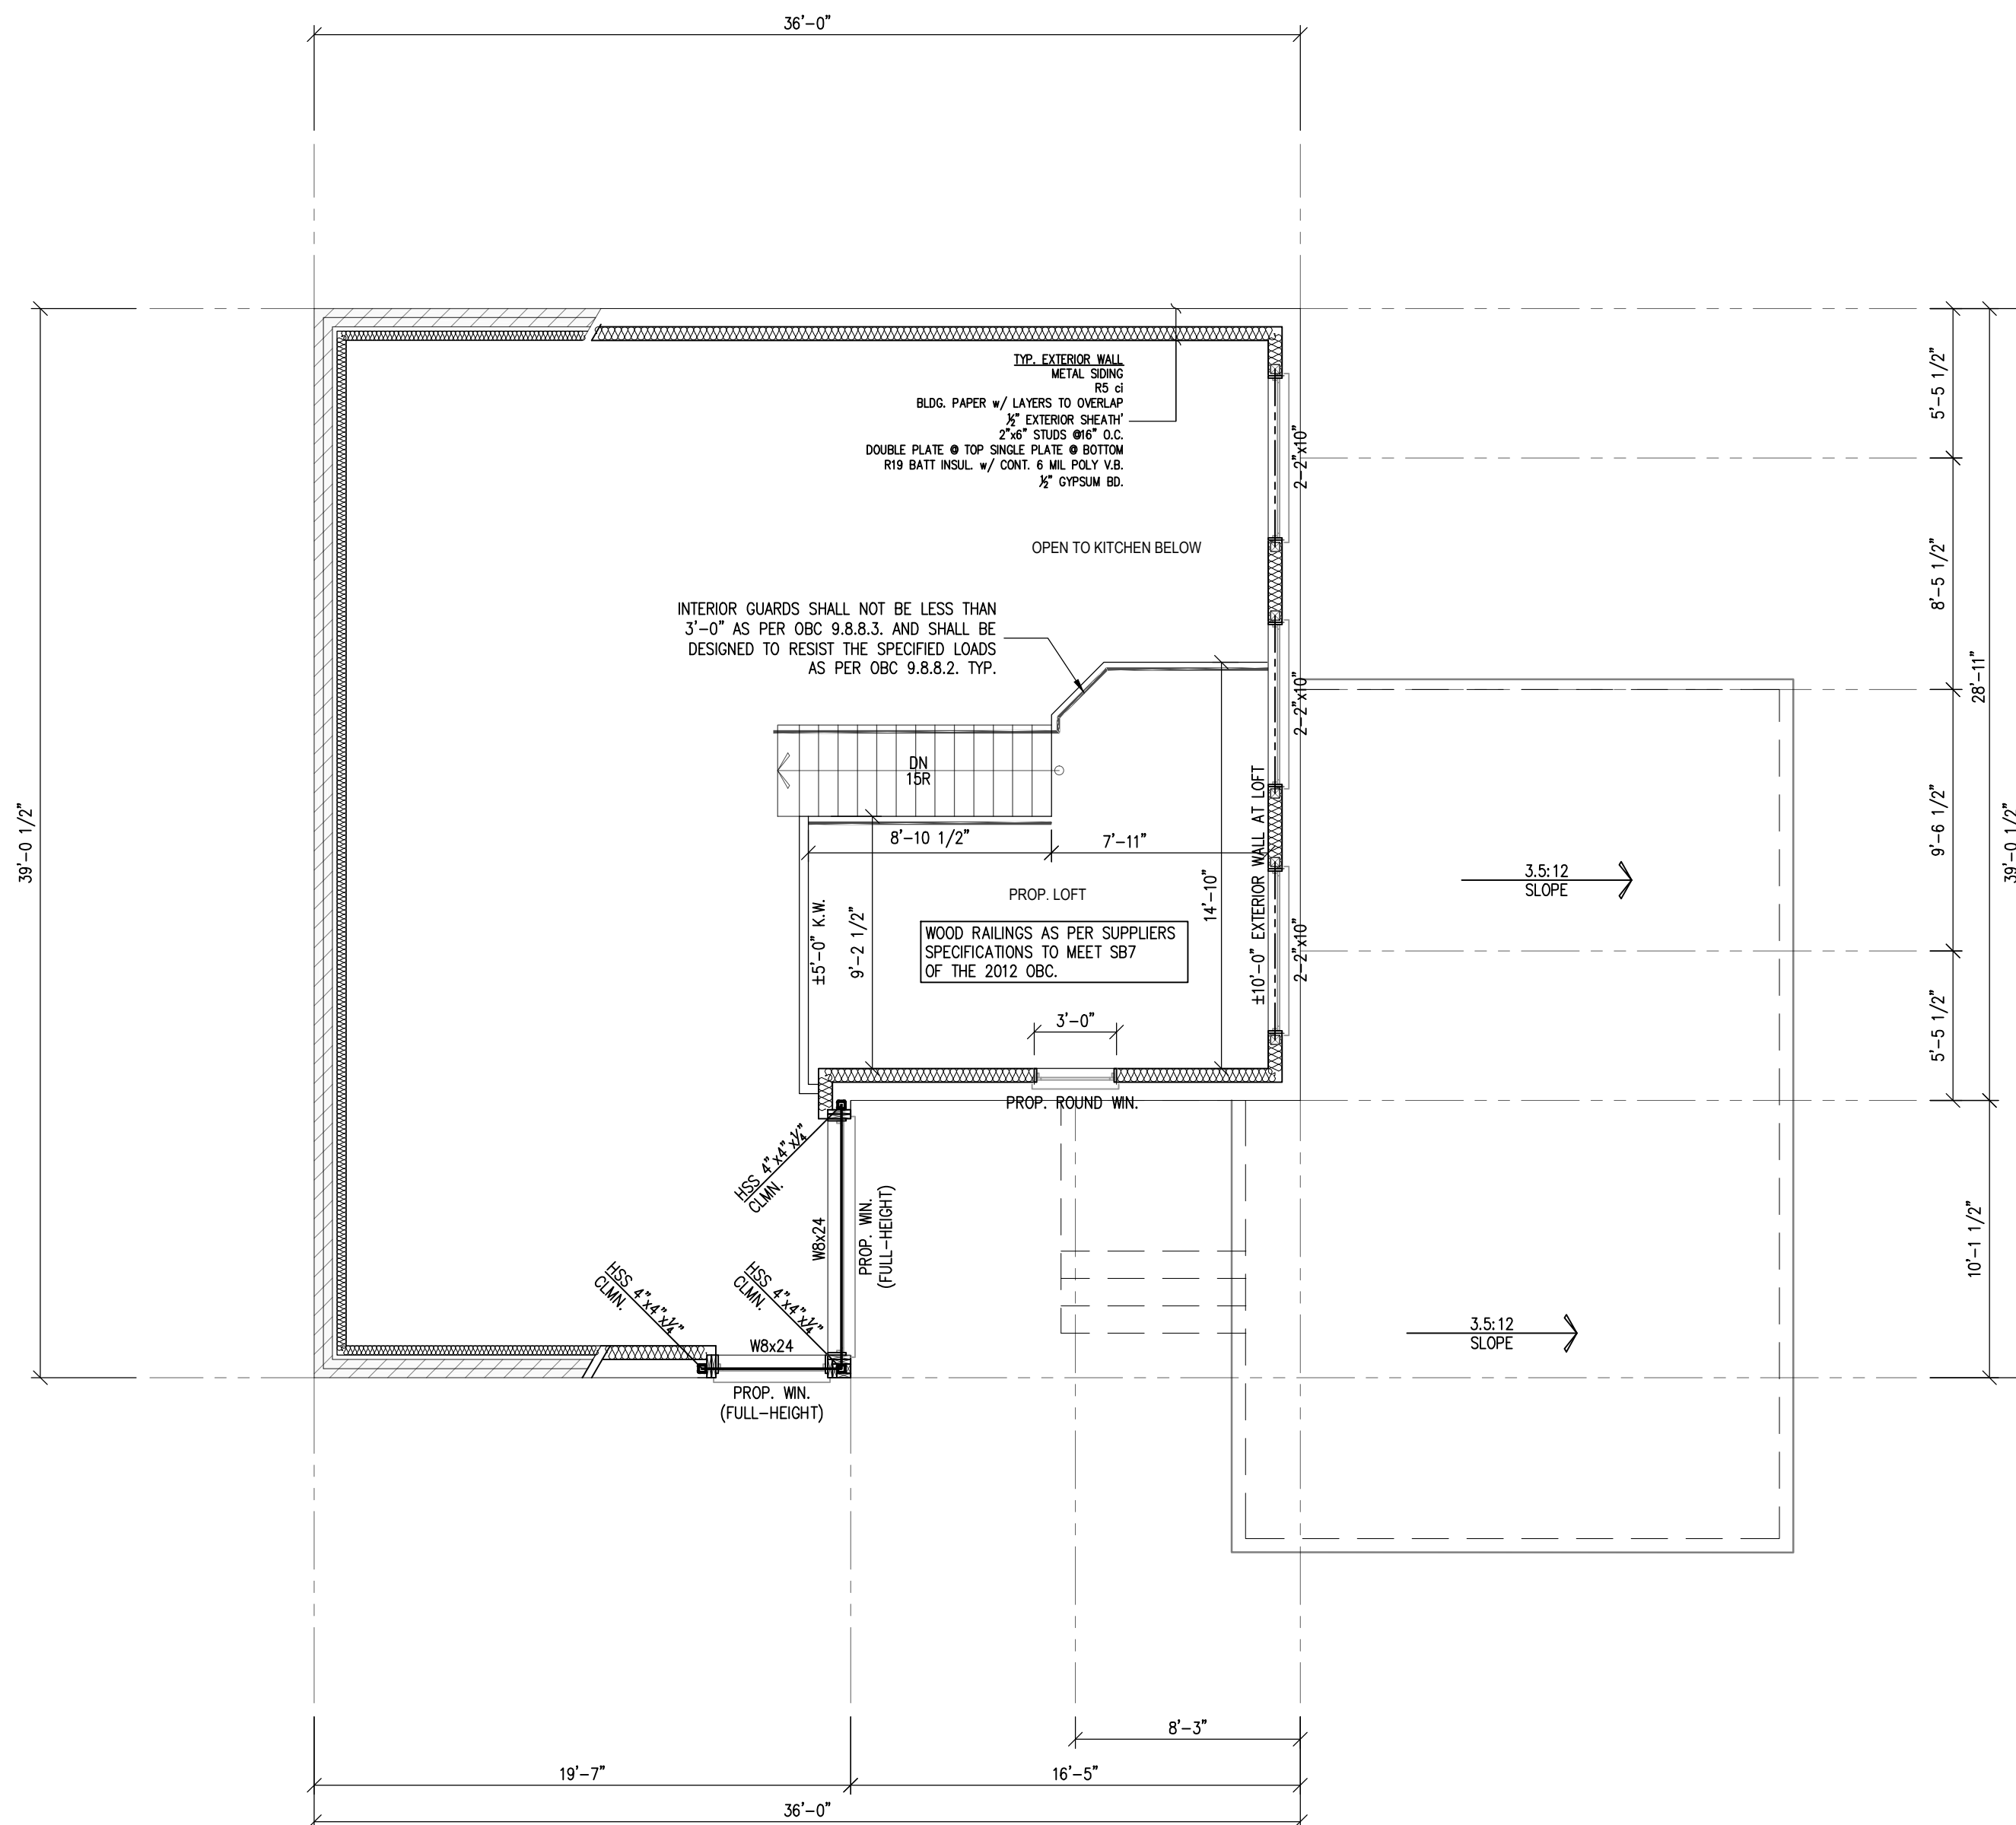 36'-0"
TYP. EXTERIOR WALL
METAL SIDING
R5 ci
BLDG. PAPER w/ LAYERS TO OVERLAP
½" EXTERIOR SHEATH'
2"x6" STUDS @16" O.C.
DOUBLE PLATE @ TOP SINGLE PLATE @ BOTTOM
R19 BATT INSUL. w/ CONT. 6 MIL POLY V.B.
½" GYPSUM BD.
OPEN TO KITCHEN BELOW
INTERIOR GUARDS SHALL NOT BE LESS THAN
3'-0" AS PER OBC 9.8.8.3. AND SHALL BE
DESIGNED TO RESIST THE SPECIFIED LOADS
AS PER OBC 9.8.8.2. TYP.
2-2"x10"
2-2"x10"
2-2"x10"
5'-5 1/2"
8'-5 1/2"
9'-6 1/2"
5'-5 1/2"
28'-11"
10'-1 1/2"
39'-0 1/2"
39'-0 1/2"
DN
15R
8'-10 1/2"
7'-11"
±5'-0" K.W.
9'-2 1/2"
14'-10"
±10'-0" EXTERIOR WALL AT LOFT
PROP. LOFT
WOOD RAILINGS AS PER SUPPLIERS
SPECIFICATIONS TO MEET SB7
OF THE 2012 OBC.
3'-0"
PROP. ROUND WIN.
3.5:12
SLOPE
HSS 4"x4"x¼"
CLMN.
W8x24
PROP. WIN.
(FULL-HEIGHT)
HSS 4"x4"x¼"
CLMN.
HSS 4"x4"x¼"
CLMN.
W8x24
PROP. WIN.
(FULL-HEIGHT)
3.5:12
SLOPE
8'-3"
19'-7"
16'-5"
36'-0"